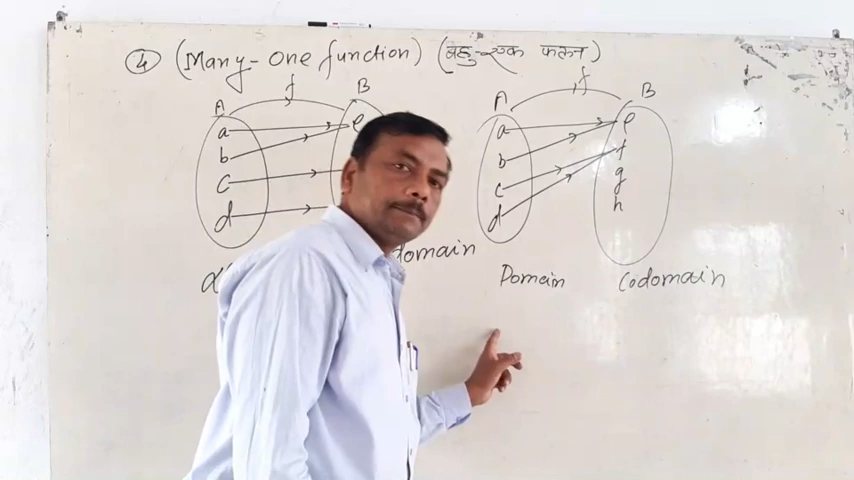 ④ (Many-one function) (बहु-एक फलन)
A f B
a e
b
c
d
domain
A f B
a e
b f
c g
d h
Domain Codomain